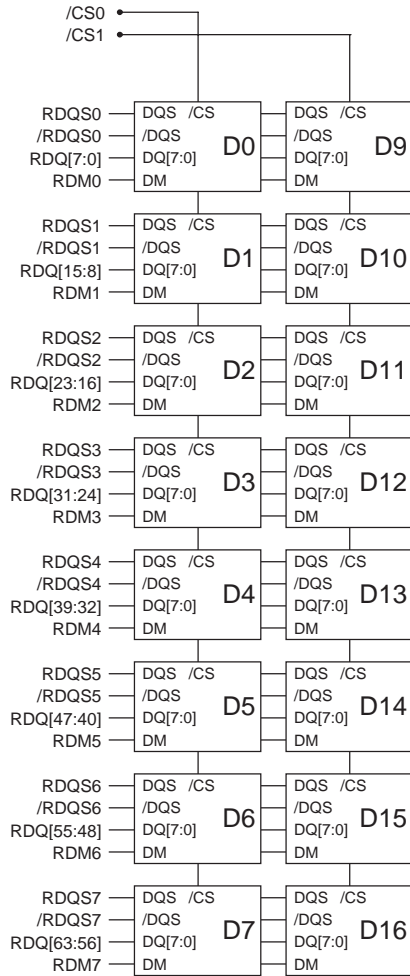 /CS0
/CS1
RDQS0 DQS /CS DQS /CS
/RDQS0 /DQS D0 /DQS D9
RDQ[7:0] DQ[7:0] DQ[7:0]
RDM0 DM DM
RDQS1 DQS /CS DQS /CS
/RDQS1 /DQS D1 /DQS D10
RDQ[15:8] DQ[7:0] DQ[7:0]
RDM1 DM DM
RDQS2 DQS /CS DQS /CS
/RDQS2 /DQS D2 /DQS D11
RDQ[23:16] DQ[7:0] DQ[7:0]
RDM2 DM DM
RDQS3 DQS /CS DQS /CS
/RDQS3 /DQS D3 /DQS D12
RDQ[31:24] DQ[7:0] DQ[7:0]
RDM3 DM DM
RDQS4 DQS /CS DQS /CS
/RDQS4 /DQS D4 /DQS D13
RDQ[39:32] DQ[7:0] DQ[7:0]
RDM4 DM DM
RDQS5 DQS /CS DQS /CS
/RDQS5 /DQS D5 /DQS D14
RDQ[47:40] DQ[7:0] DQ[7:0]
RDM5 DM DM
RDQS6 DQS /CS DQS /CS
/RDQS6 /DQS D6 /DQS D15
RDQ[55:48] DQ[7:0] DQ[7:0]
RDM6 DM DM
RDQS7 DQS /CS DQS /CS
/RDQS7 /DQS D7 /DQS D16
RDQ[63:56] DQ[7:0] DQ[7:0]
RDM7 DM DM